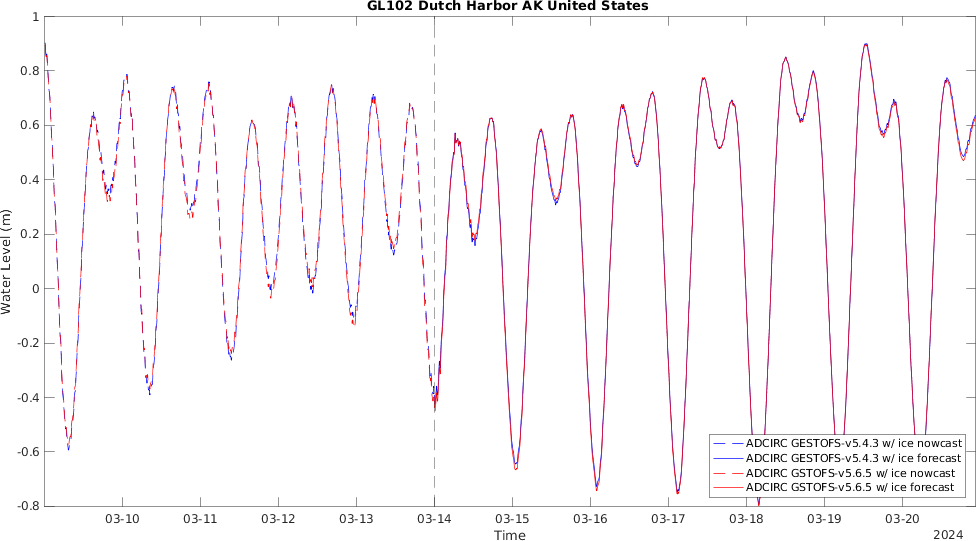 GL102 Dutch Harbor AK United States
1
0.8
0.6
0.4
0.2
0
-0.2
-0.4
-0.6
-0.8
Water Level (m)
ADCIRC GESTOFS-v5.4.3 w/ ice nowcast
ADCIRC GESTOFS-v5.4.3 w/ ice forecast
ADCIRC GSTOFS-v5.6.5 w/ ice nowcast
ADCIRC GSTOFS-v5.6.5 w/ ice forecast
03-10 03-11 03-12 03-13 03-14 03-15 03-16 03-17 03-18 03-19 03-20
Time
2024